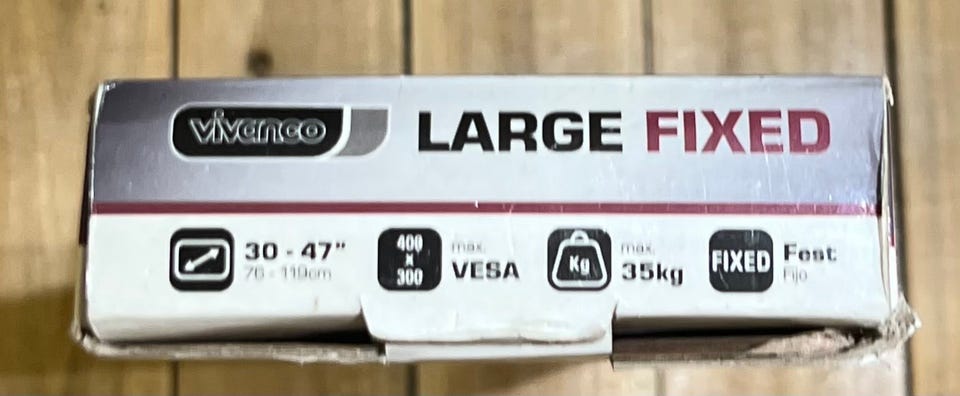 vivanco
LARGE FIXED
30 - 47"
76 - 119cm
400
x
300
max.
VESA
Kg
max.
35kg
FIXED
Fest
Fijo